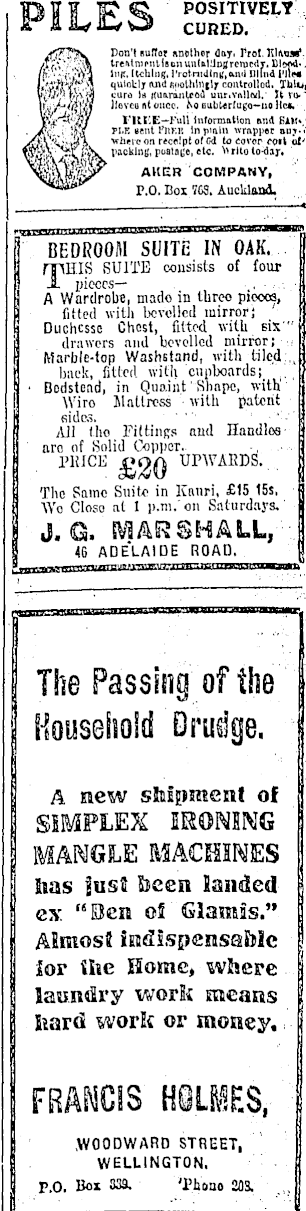 PILES POSITIVELY
CURED.
Don't suffer another day. Prof. Klauss'
treatment is an unfailing remedy. Bleed-
ing, Itching, Protruding, and Blind Piles
quickly and soothingly controlled. This
cure is guaranteed unrivalled. It re-
lieves at once. No subterfuge—no lies.
FREE—Full information and SAM-
PLE sent FREE in plain wrapper any-
where on receipt of 6d to cover cost of
packing, postage, etc. Write to-day.
AKER COMPANY,
P.O. Box 768, Auckland.
BEDROOM SUITE IN OAK.
THIS SUITE consists of four
pieces—
A Wardrobe, made in three pieces,
fitted with bevelled mirror;
Duchesse Chest, fitted with six
drawers and bevelled mirror;
Marble-top Washstand, with tiled
back, fitted with cupboards;
Bedstead, in Quaint Shape, with
Wire Mattress with patent
sides.
All the Fittings and Handles
are of Solid Copper.
PRICE £20 UPWARDS.
The Same Suite in Kauri, £15 15s.
We Close at 1 p.m. on Saturdays.
J. G. MARSHALL,
46 ADELAIDE ROAD.
The Passing of the
Household Drudge.
A new shipment of
SIMPLEX IRONING
MANGLE MACHINES
has just been landed
ex "Ben of Glamis."
Almost indispensable
for the Home, where
laundry work means
hard work or money.
FRANCIS HOLMES,
WOODWARD STREET,
WELLINGTON.
P.O. Box 339. 'Phone 208.